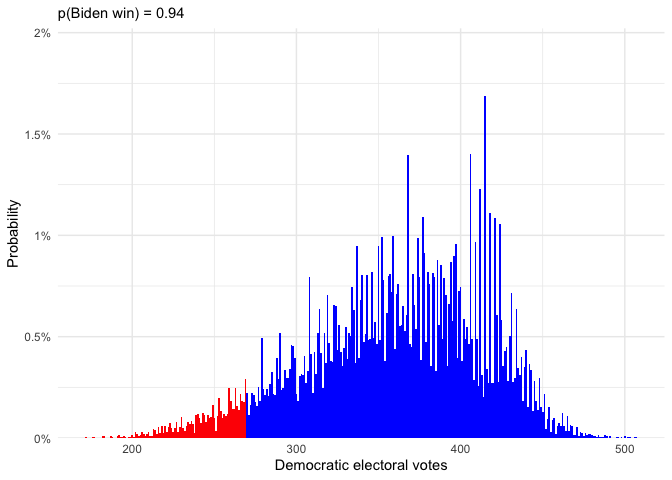 p(Biden win) = 0.94
2%
1.5%
1%
0.5%
0%
Probability
200 300 400 500
Democratic electoral votes